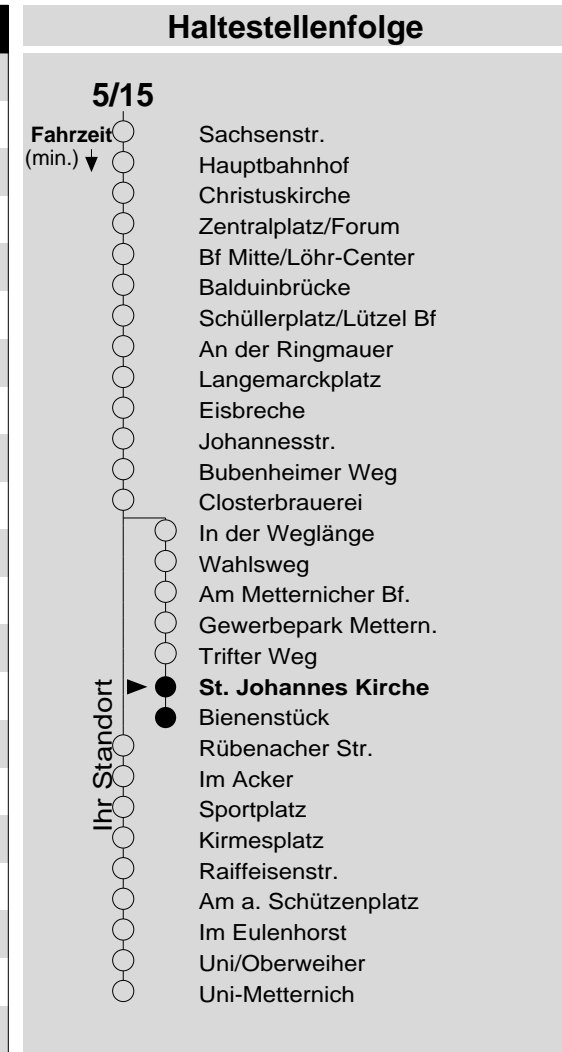 Haltestellenfolge
5/15
Fahrzeit
(min.)
Sachsenstr.
Hauptbahnhof
Christuskirche
Zentralplatz/Forum
Bf Mitte/Löhr-Center
Balduinbrücke
Schüllerplatz/Lützel Bf
An der Ringmauer
Langemarckplatz
Eisbreche
Johannesstr.
Bubenheimer Weg
Closterbrauerei
In der Weglänge
Wahlsweg
Am Metternicher Bf.
Gewerbepark Mettern.
Trifter Weg
St. Johannes Kirche
Bienenstück
Rübenacher Str.
Im Acker
Sportplatz
Kirmesplatz
Raiffeisenstr.
Am a. Schützenplatz
Im Eulenhorst
Uni/Oberweiher
Uni-Metternich
Ihr Standort